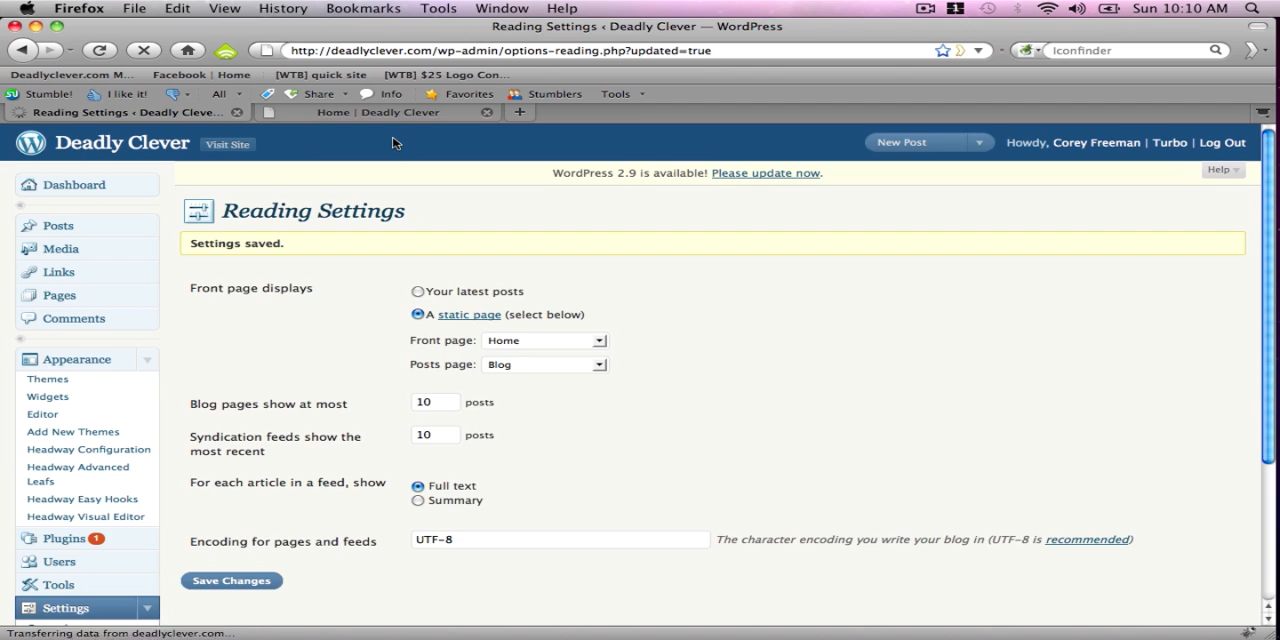 Firefox File Edit View History Bookmarks Tools Window Help 1 Sun 10:10 AM
Reading Settings ‹ Deadly Clever — WordPress
http://deadlyclever.com/wp-admin/options-reading.php?updated=true Iconfinder
Deadlyclever.com M... Facebook | Home [WTB] quick site [WTB] $25 Logo Con...
Stumble! I like it! All Share Info Favorites Stumblers Tools
Reading Settings ‹ Deadly Cleve... Home | Deadly Clever
Deadly Clever Visit Site New Post Howdy, Corey Freeman | Turbo | Log Out
WordPress 2.9 is available! Please update now. Help
Dashboard
Posts
Media
Links
Pages
Comments
Appearance
Themes
Widgets
Editor
Add New Themes
Headway Configuration
Headway Advanced
Leafs
Headway Easy Hooks
Headway Visual Editor
Plugins 1
Users
Tools
Settings
Reading Settings
Settings saved.
Front page displays
Your latest posts
A static page (select below)
Front page: Home
Posts page: Blog
Blog pages show at most 10 posts
Syndication feeds show the
most recent
10 posts
For each article in a feed, show
Full text
Summary
Encoding for pages and feeds UTF-8 The character encoding you write your blog in (UTF-8 is recommended)
Save Changes
Transferring data from deadlyclever.com...